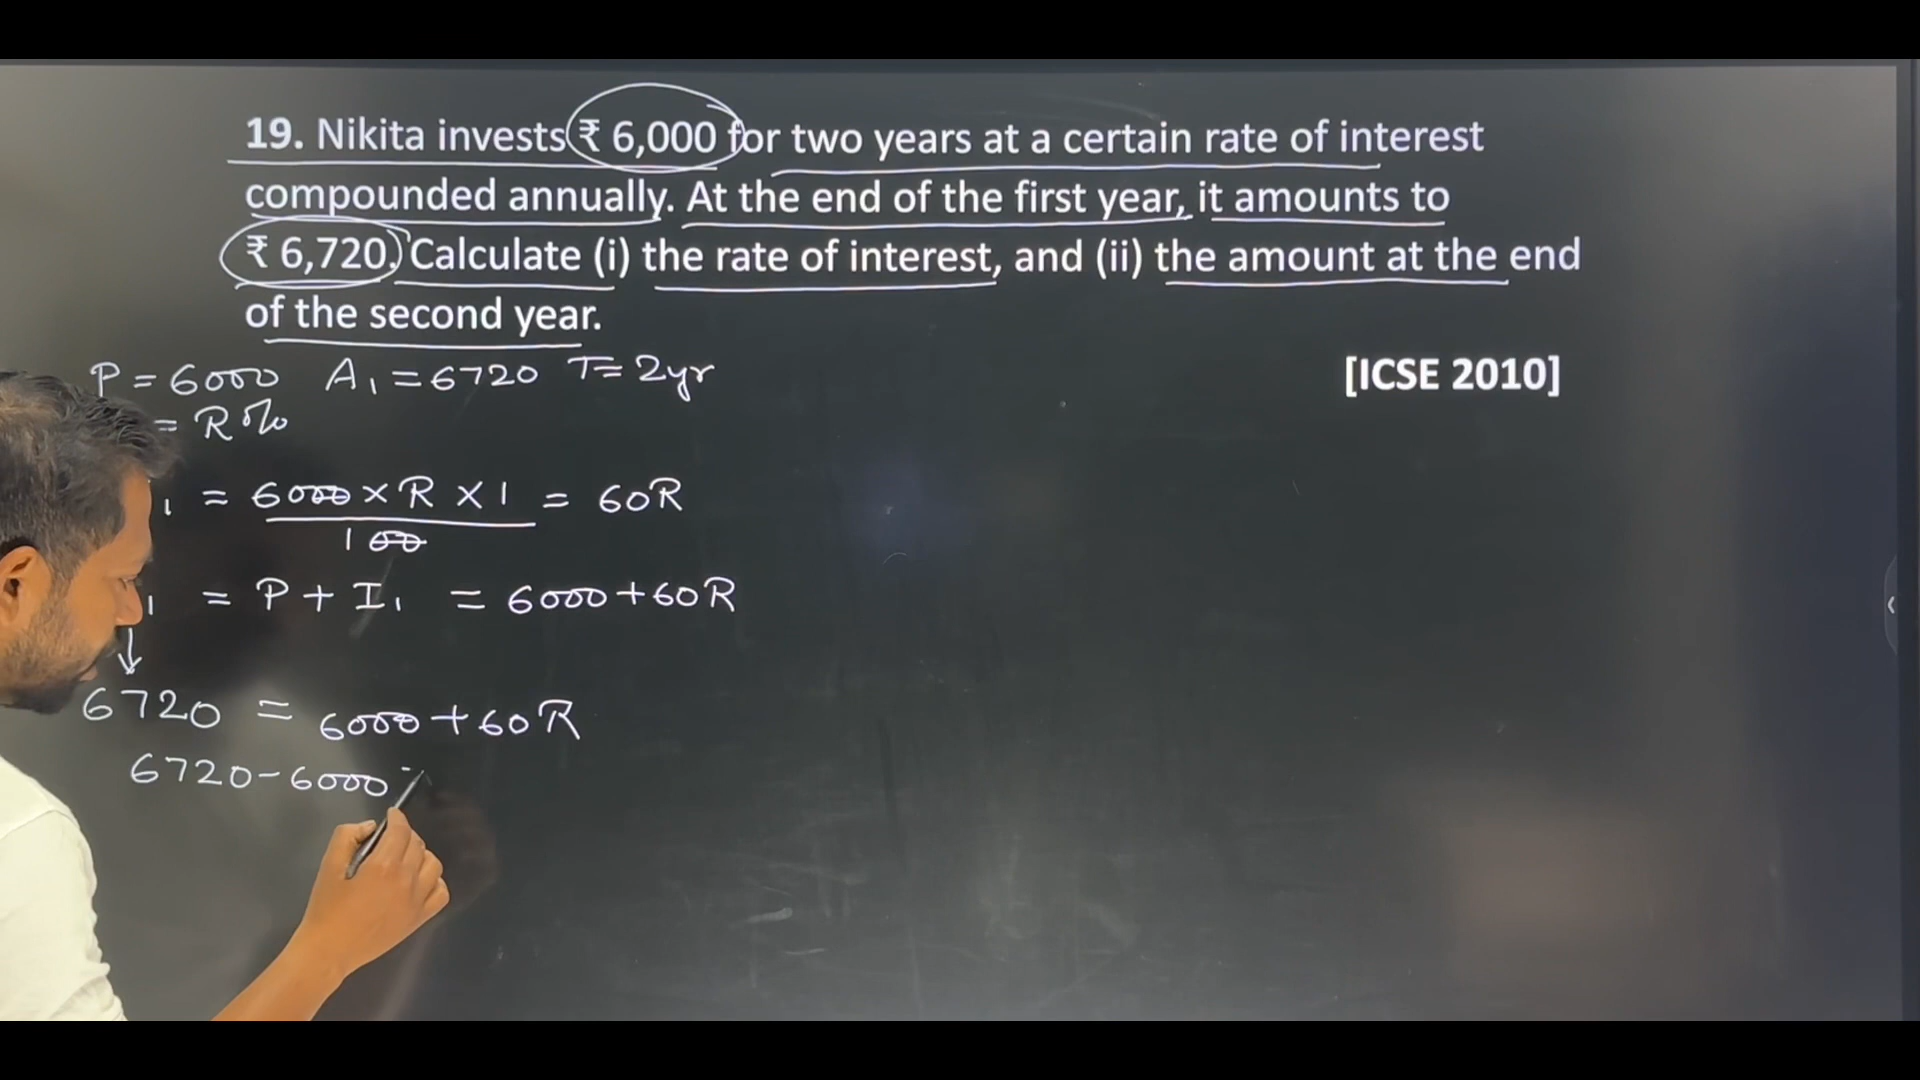 19. Nikita invests ₹ 6,000 for two years at a certain rate of interest
compounded annually. At the end of the first year, it amounts to
₹ 6,720. Calculate (i) the rate of interest, and (ii) the amount at the end
of the second year.
[ICSE 2010]
P = 6000 A₁ = 6720 T = 2yr
= R%
₁ = 6000 × R × 1 = 60R
100
₁ = P + I₁ = 6000 + 60R
↓
6720 = 6000 + 60R
6720 - 6000